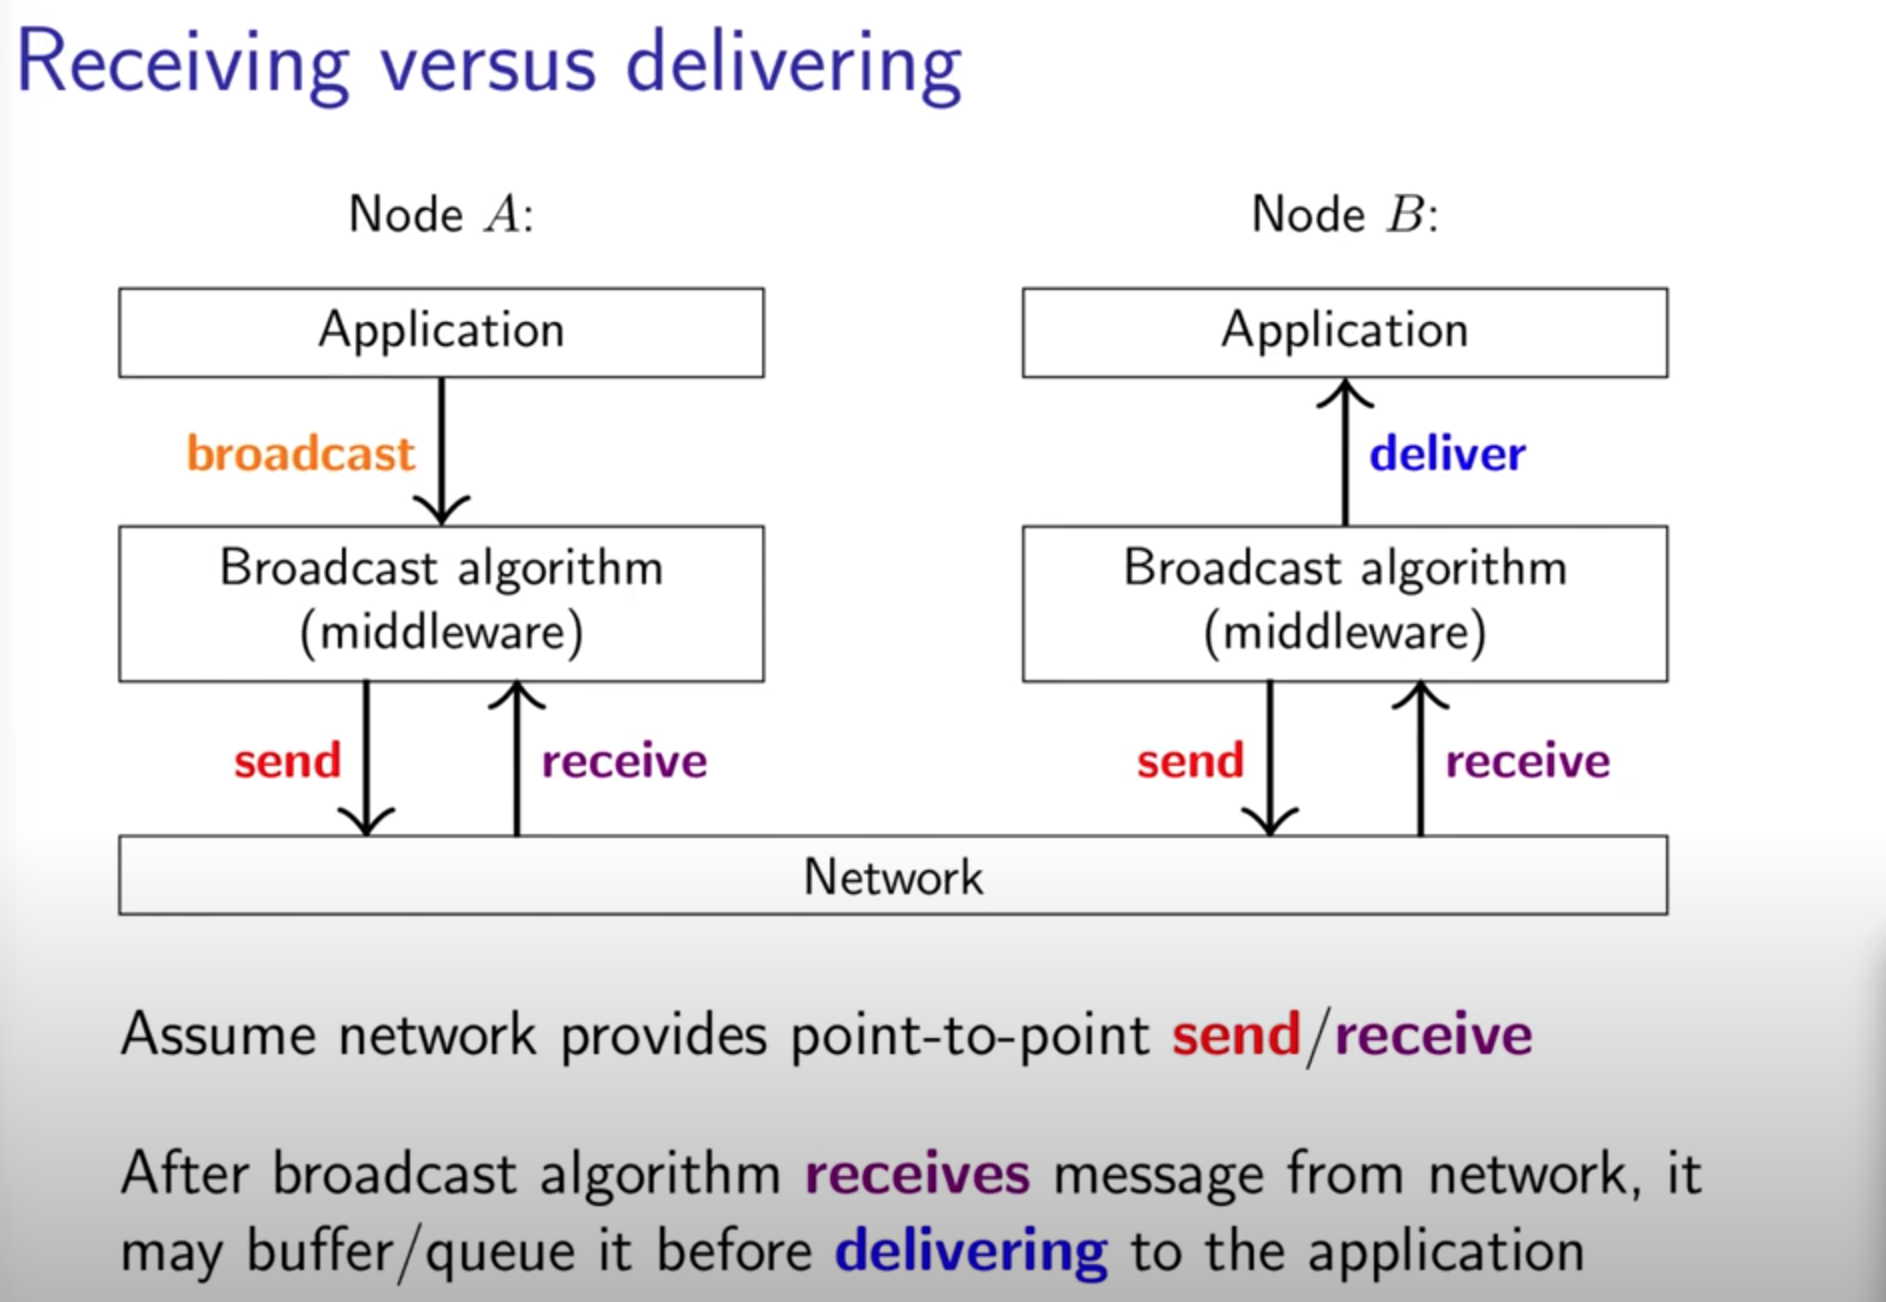 Receiving versus delivering
Node A:
Node B:
Application
Application
broadcast
deliver
Broadcast algorithm
(middleware)
Broadcast algorithm
(middleware)
send
receive
send
receive
Network
Assume network provides point-to-point send/receive
After broadcast algorithm receives message from network, it
may buffer/queue it before delivering to the application